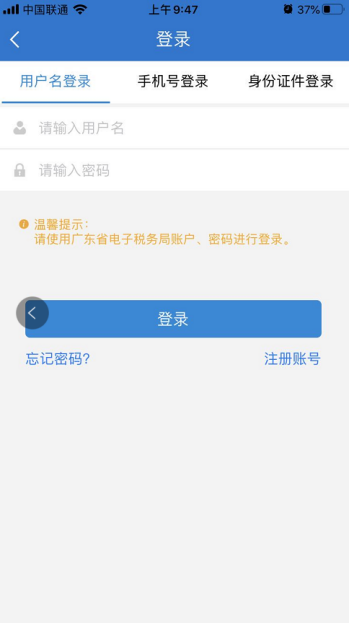 中国联通 上午9:47 37%
登录
用户名登录 手机号登录 身份证件登录
请输入用户名
请输入密码
温馨提示:
请使用广东省电子税务局账户、密码进行登录。
登录
忘记密码? 注册账号